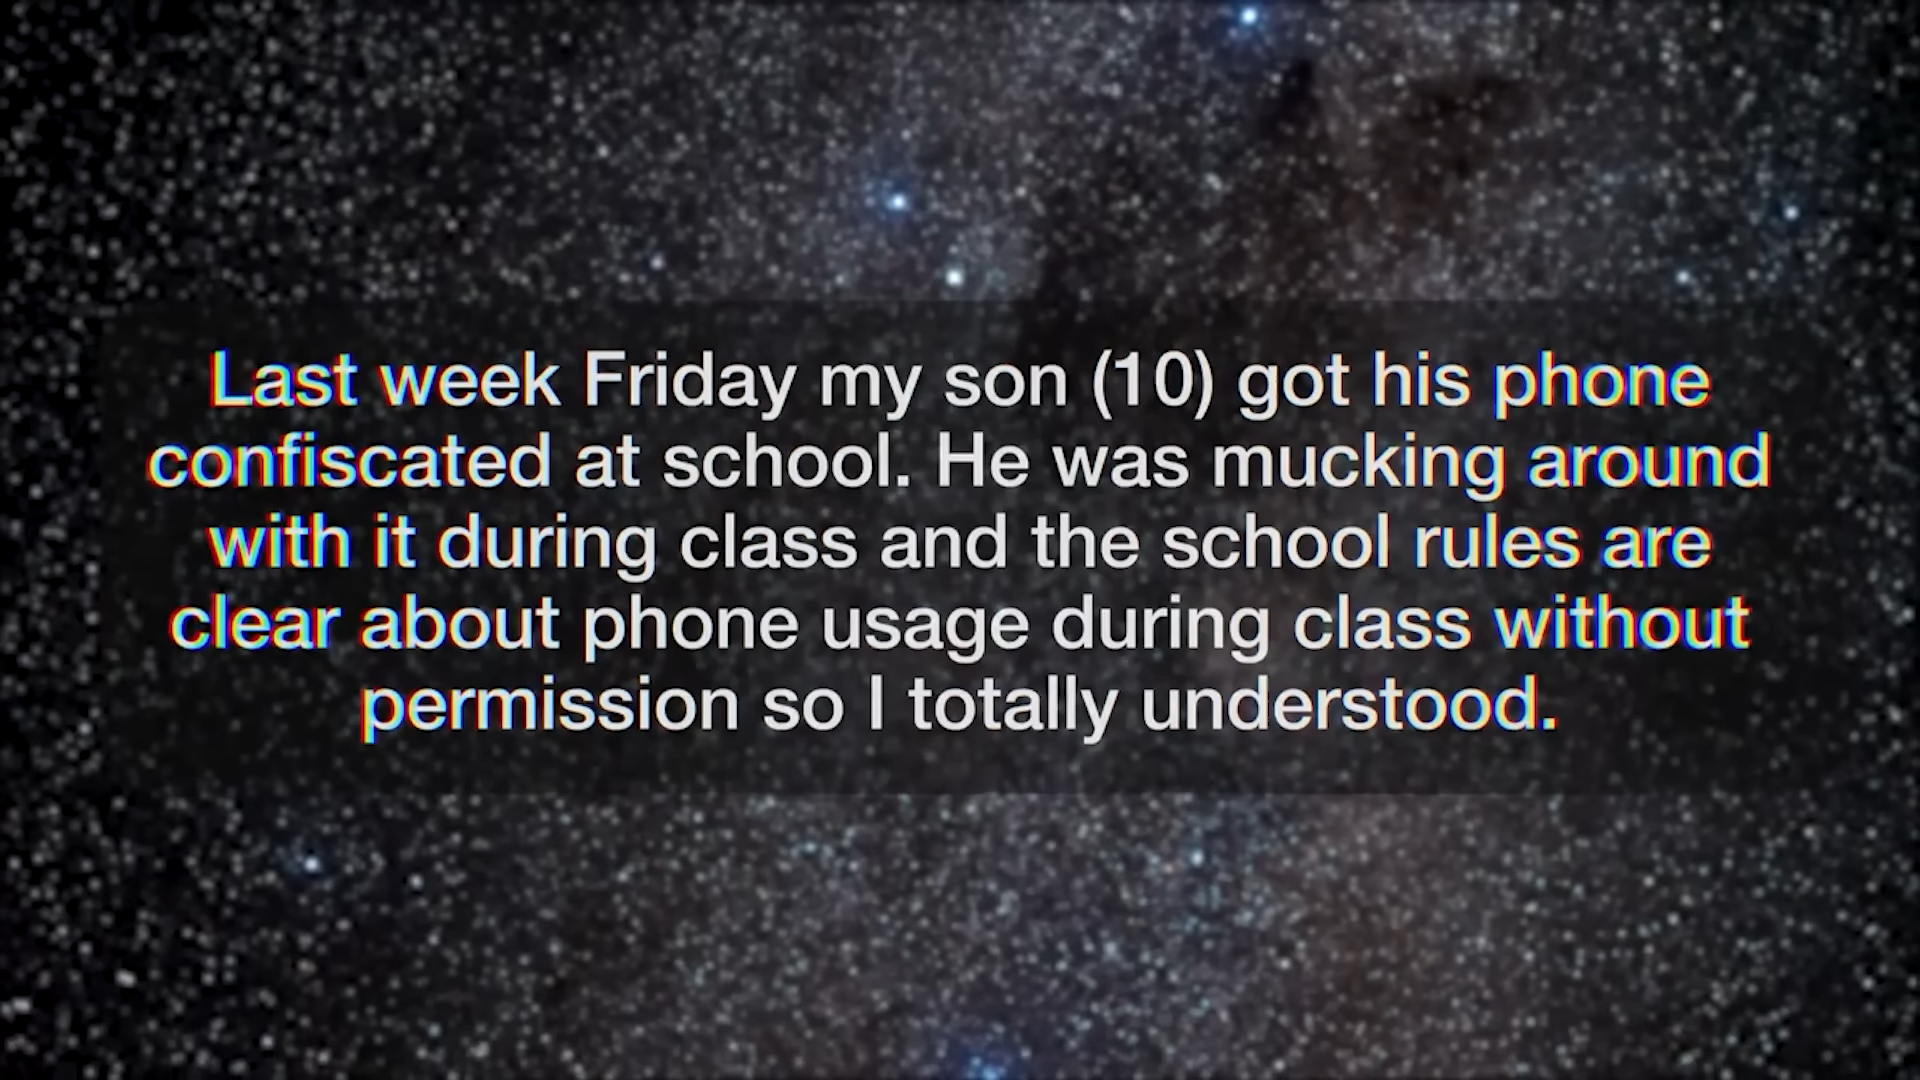 Last week Friday my son (10) got his phone
confiscated at school. He was mucking around
with it during class and the school rules are
clear about phone usage during class without
permission so I totally understood.